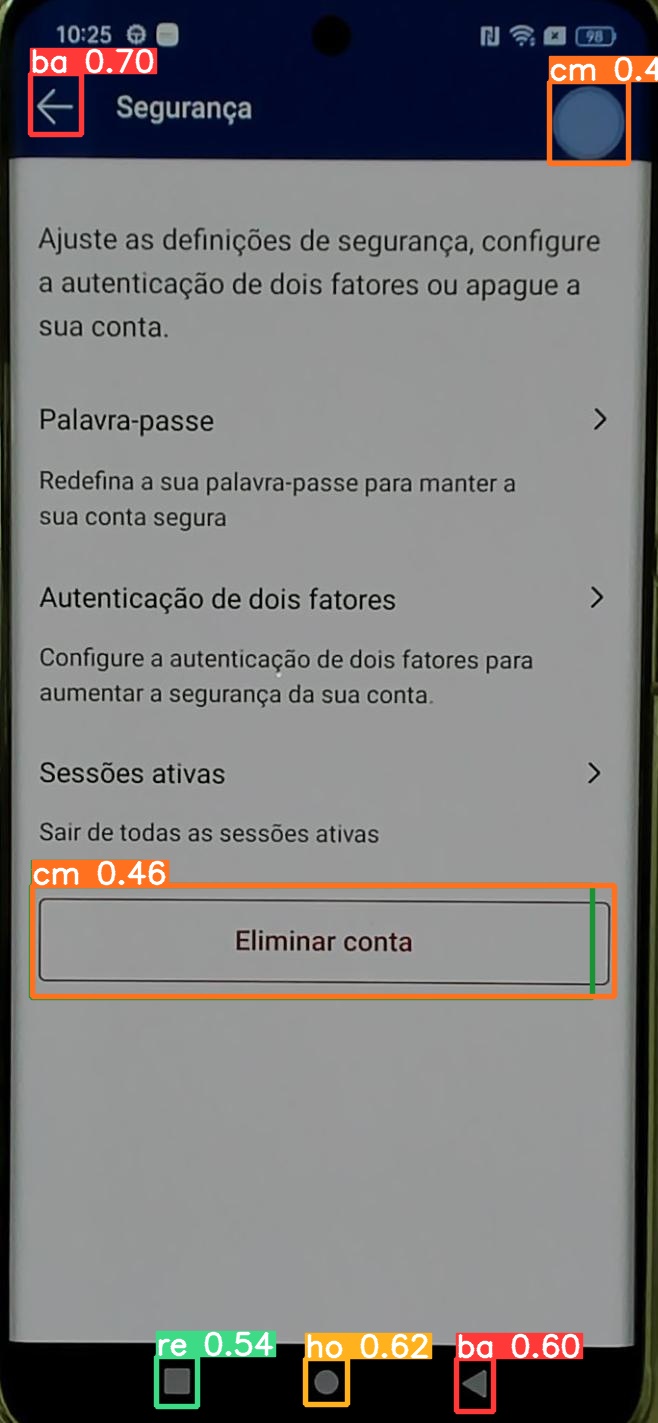 10:25
98
ba 0.70
cm 0.4
Segurança
Ajuste as definições de segurança, configure
a autenticação de dois fatores ou apague a
sua conta.
Palavra-passe
Redefina a sua palavra-passe para manter a
sua conta segura
Autenticação de dois fatores
Configure a autenticação de dois fatores para
aumentar a segurança da sua conta.
Sessões ativas
Sair de todas as sessões ativas
cm 0.46
Eliminar conta
re 0.54
ho 0.62
ba 0.60